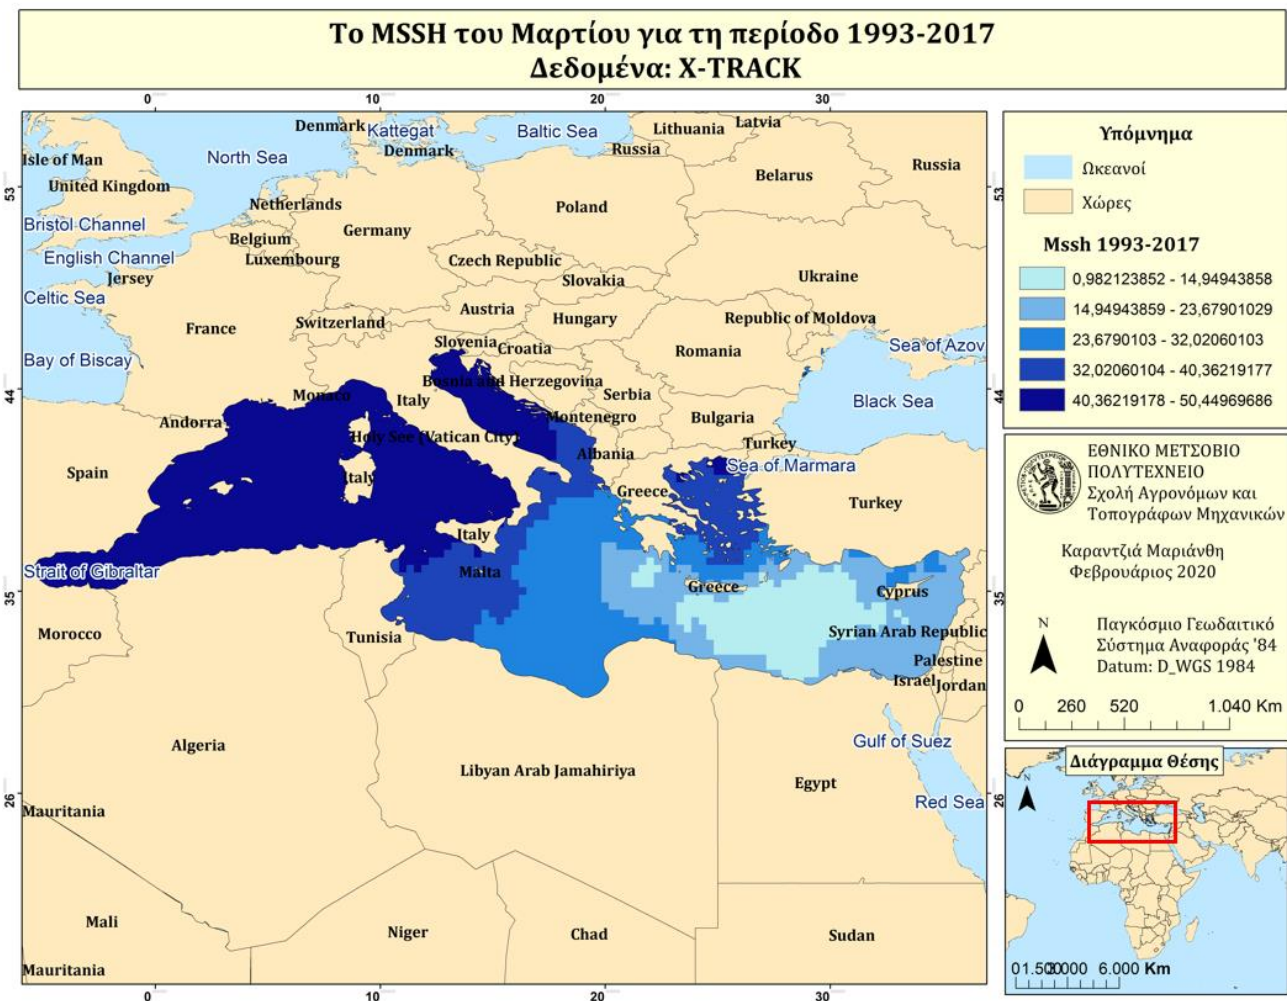 Το MSSH του Μαρτίου για τη περίοδο 1993-2017
Δεδομένα: X-TRACK
0
10
20
30
Denmark
Kattegat
Baltic Sea
Lithuania
Latvia
Isle of Man
North Sea
Denmark
Russia
Russia
53
53
United Kingdom
Belarus
Netherlands
Poland
Bristol Channel
Germany
Belgium
English Channel
Luxembourg
Czech Republic
Jersey
Slovakia
Ukraine
Celtic Sea
Austria
France
Switzerland
Hungary
Republic of Moldova
Slovenia
Croatia
Romania
Sea of Azov
Bay of Biscay
Bosnia and Herzegovina
44
44
Monaco
Italy
Serbia
Black Sea
Andorra
Montenegro
Bulgaria
Holy See (Vatican City)
Turkey
Albania
Sea of Marmara
Spain
Italy
Greece
Turkey
Italy
Strait of Gibraltar
Malta
Greece
Cyprus
35
35
Morocco
Tunisia
Syrian Arab Republic
Palestine
Israel
Jordan
Algeria
Gulf of Suez
Libyan Arab Jamahiriya
Egypt
26
26
Mauritania
Red Sea
Mali
Niger
Chad
Sudan
Mauritania
0
10
20
30
Υπόμνημα
Ωκεανοί
Χώρες
Mssh 1993-2017
0,982123852 - 14,94943858
14,94943859 - 23,67901029
23,6790103 - 32,02060103
32,02060104 - 40,36219177
40,36219178 - 50,44969686
ΕΘΝΙΚΟ ΜΕΤΣΟΒΙΟ
ΠΟΛΥΤΕΧΝΕΙΟ
Σχολή Αγρονόμων και
Τοπογράφων Μηχανικών
Καραντζιά Μαριάνθη
Φεβρουάριος 2020
N
Παγκόσμιο Γεωδαιτικό
Σύστημα Αναφοράς '84
Datum: D_WGS 1984
0 260 520 1.040 Km
Διάγραμμα Θέσης
N
0 1.500 3.000 6.000 Km